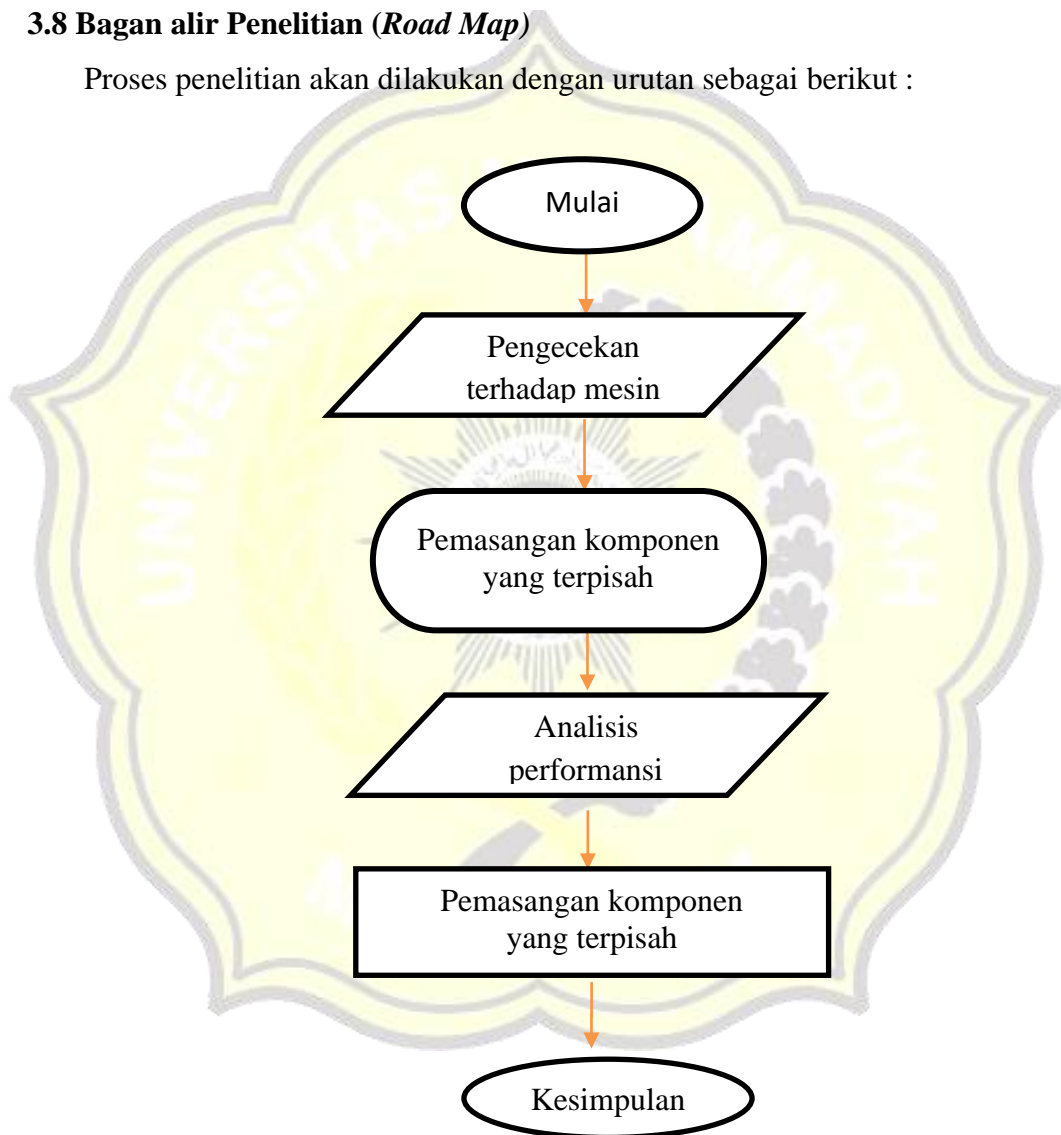 3.8 Bagan alir Penelitian (Road Map)
Proses penelitian akan dilakukan dengan urutan sebagai berikut :
Mulai
Pengecekan
terhadap mesin
Pemasangan komponen
yang terpisah
Analisis
performansi
Pemasangan komponen
yang terpisah
Kesimpulan